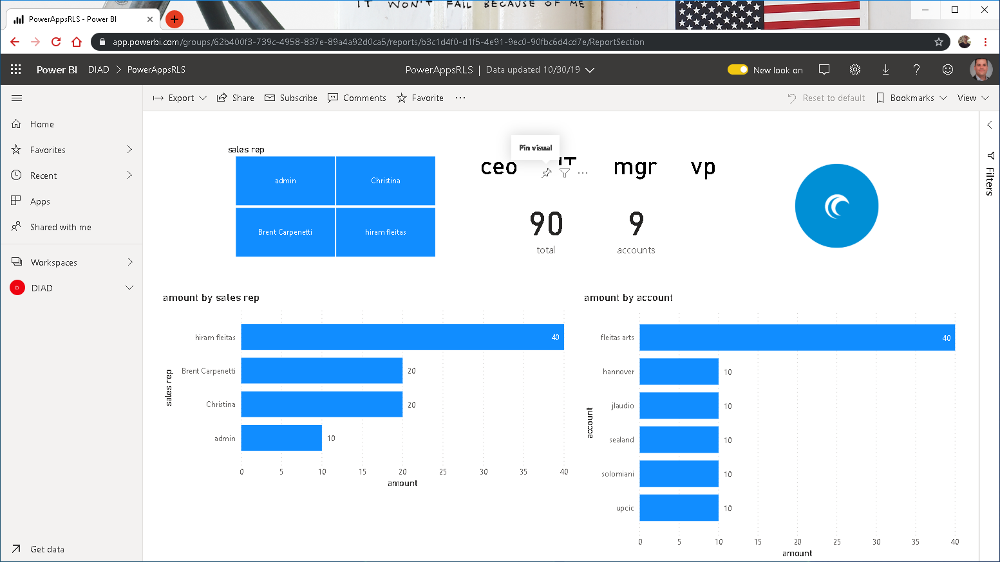 IT WON'T FAIL BECAUSE OF ME
PowerAppsRLS - Power BI
app.powerbi.com/groups/62b400f3-739c-4958-837e-89a4a92d0ca5/reports/b3c1d4f0-d1f5-4e91-9ec0-90fbc6d4cd7e/ReportSection
Power BI DIAD PowerAppsRLS PowerAppsRLS | Data updated 10/30/19 New look on
Export Share Subscribe Comments Favorite Reset to default Bookmarks View
Home
Favorites
Recent
Apps
Shared with me
Workspaces
D DIAD
Get data
sales rep
admin Christina
Brent Carpenetti hiram fleitas
Pin visual
ceo mgr vp
90 9
total accounts
Filters
amount by sales rep
sales rep
hiram fleitas 40
Brent Carpenetti 20
Christina 20
admin 10
0 5 10 15 20 25 30 35 40
amount
amount by account
account
fleitas arts 40
hannover 10
jlaudio 10
sealand 10
solomiani 10
upcic 10
0 5 10 15 20 25 30 35 40
amount